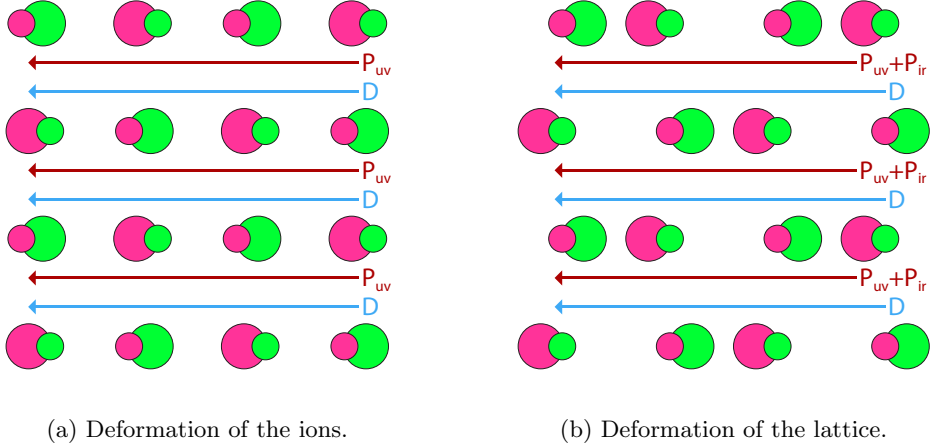 P_uv P_uv+P_ir
D D
P_uv P_uv+P_ir
D D
P_uv P_uv+P_ir
D D
(a) Deformation of the ions. (b) Deformation of the lattice.